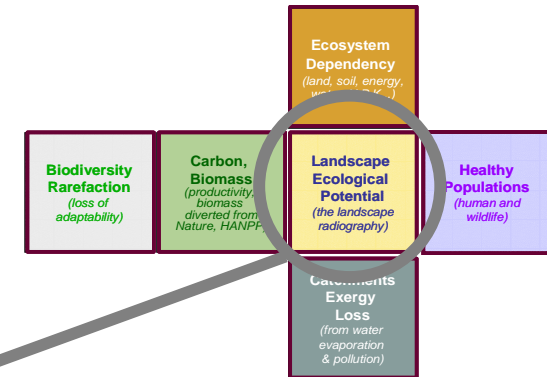 Ecosystem
Dependency
(land, soil, energy,
Biodiversity
Rarefaction
(loss of
adaptability)
Carbon,
Biomass
(productivity,
biomass
diverted from
Nature, HANPP
Landscape
Ecological
Potential
(the landscape
radiography)
Healthy
Populations
(human and
wildlife)
Catchments
Exergy
Loss
(from water
evaporation
& pollution)